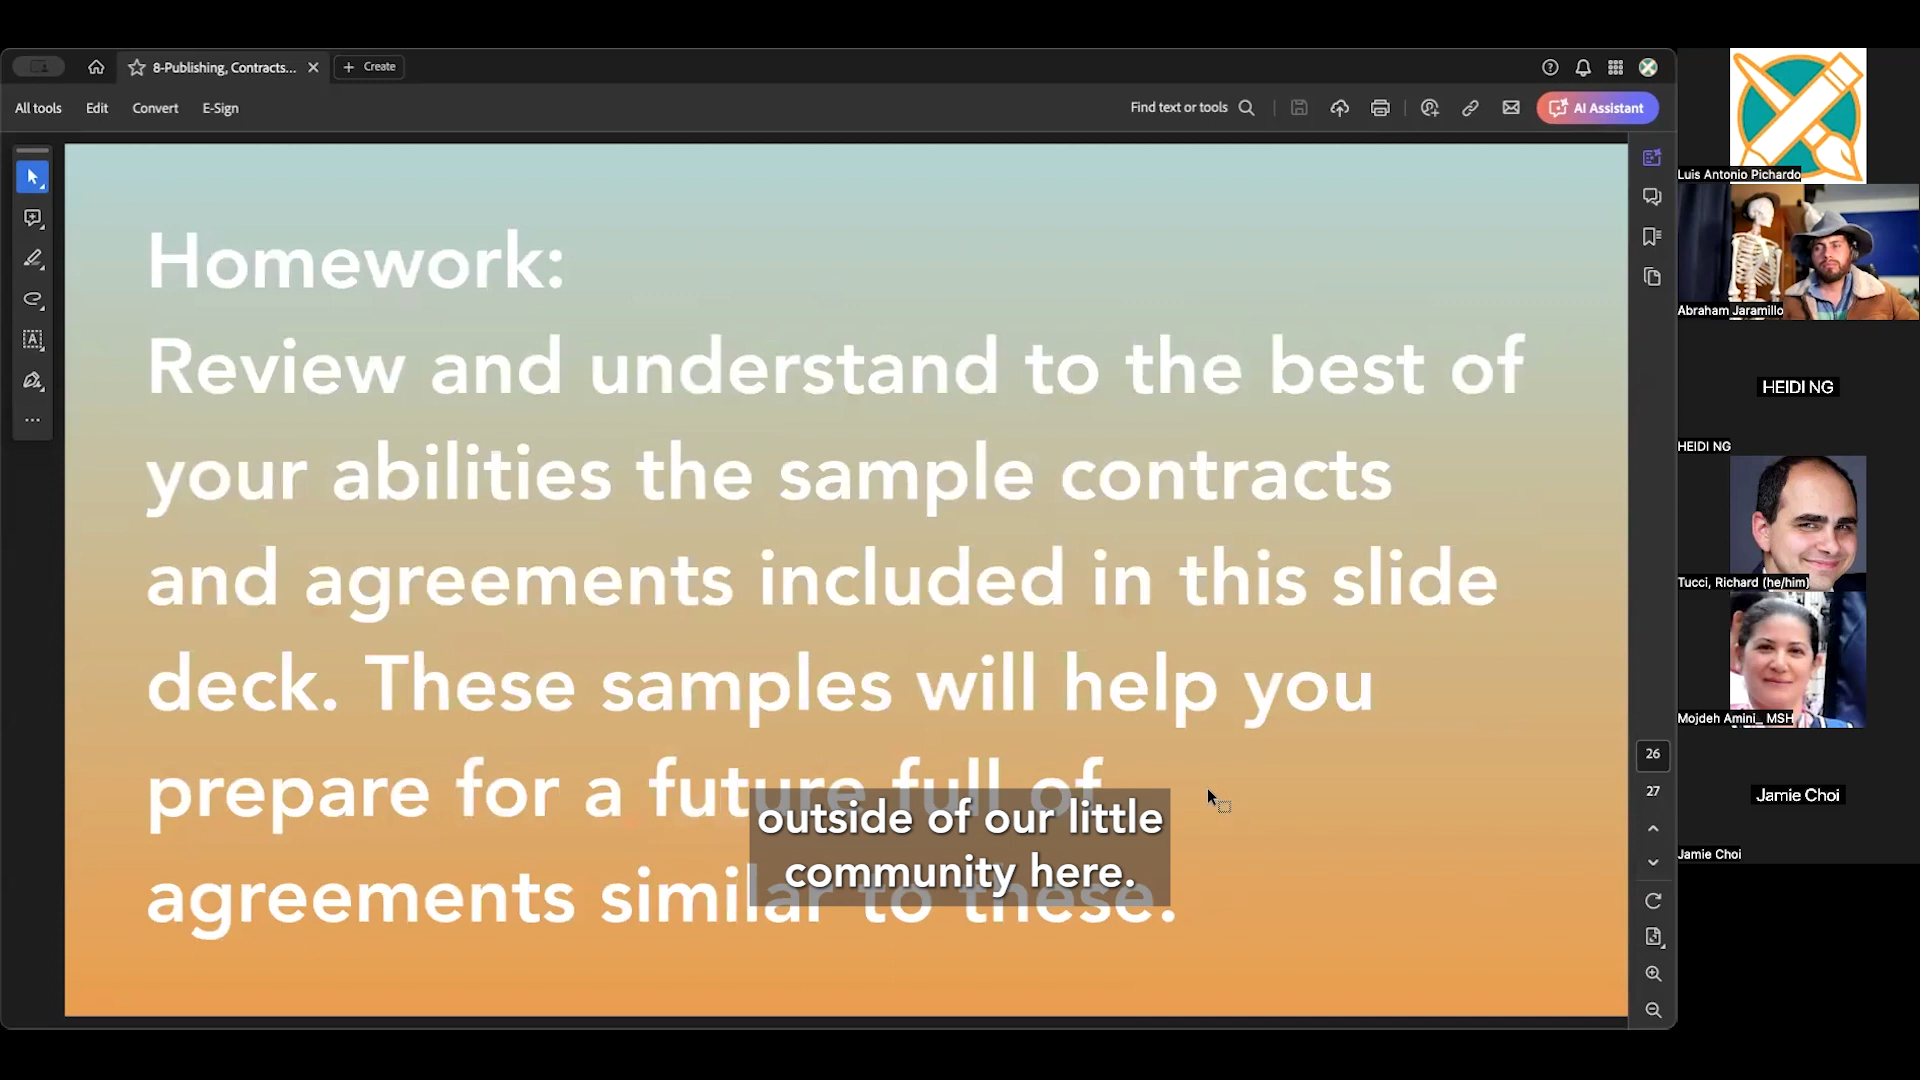 8-Publishing, Contracts...
Create
All tools
Edit
Convert
E-Sign
Find text or tools
AI Assistant
Homework:
Review and understand to the best of
your abilities the sample contracts
and agreements included in this slide
deck. These samples will help you
prepare for a future full of
agreements similar to these.
outside of our little
community here.
26
27
Luis Antonio Pichardo
Abraham Jaramillo
HEIDI NG
HEIDI NG
Tucci, Richard (he/him)
Mojdeh Amini_ MSH
Jamie Choi
Jamie Choi